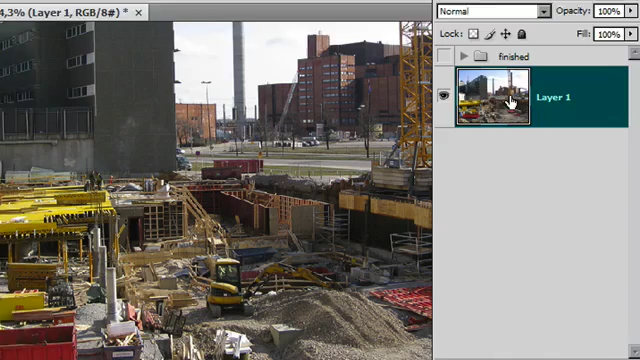 4,3% (Layer 1, RGB/8#) * ×
Normal
Opacity: 100%
Lock:
Fill: 100%
finished
Layer 1